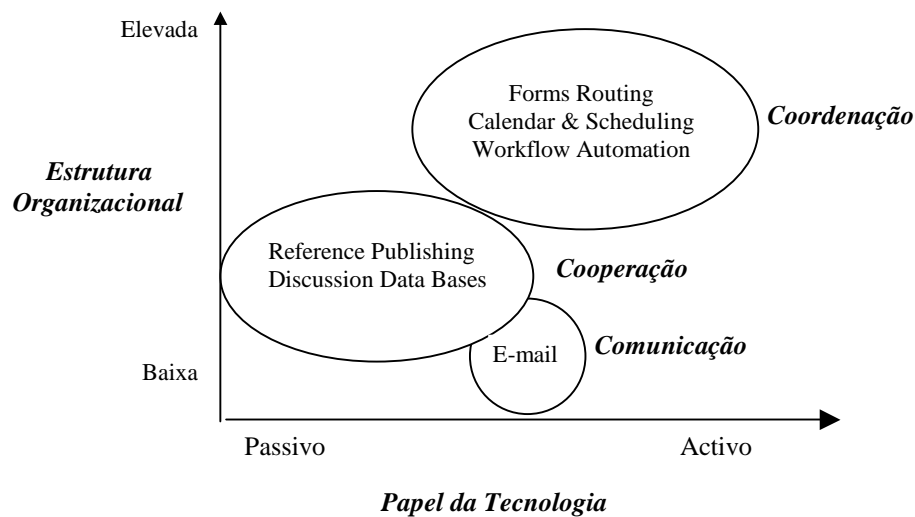 Elevada
Forms Routing
Calendar & Scheduling
Workflow Automation
Coordenação
Estrutura
Organizacional
Reference Publishing
Discussion Data Bases
Cooperação
E-mail
Comunicação
Baixa
Passivo
Activo
Papel da Tecnologia